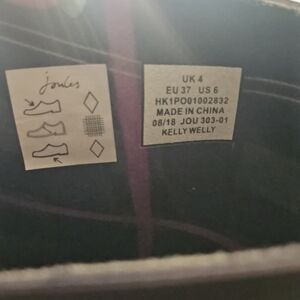 Joules
UK 4
EU 37 US 6
HK1PO01002832
MADE IN CHINA
08/18 JOU 303-01
KELLY WELLY